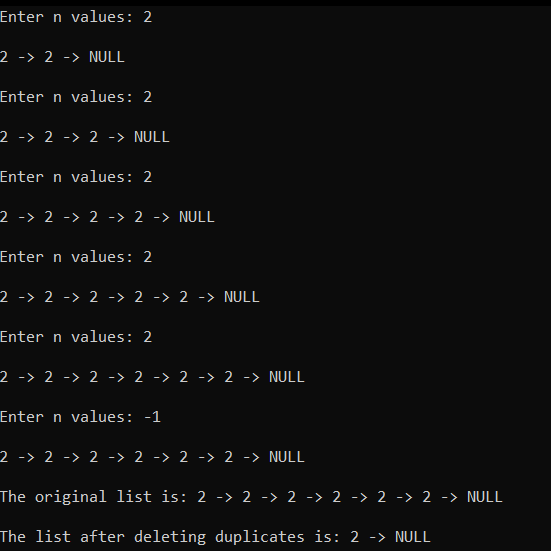 Enter n values: 2
2 -> 2 -> NULL
Enter n values: 2
2 -> 2 -> 2 -> NULL
Enter n values: 2
2 -> 2 -> 2 -> 2 -> NULL
Enter n values: 2
2 -> 2 -> 2 -> 2 -> 2 -> NULL
Enter n values: 2
2 -> 2 -> 2 -> 2 -> 2 -> 2 -> NULL
Enter n values: -1
2 -> 2 -> 2 -> 2 -> 2 -> 2 -> NULL
The original list is: 2 -> 2 -> 2 -> 2 -> 2 -> 2 -> NULL
The list after deleting duplicates is: 2 -> NULL